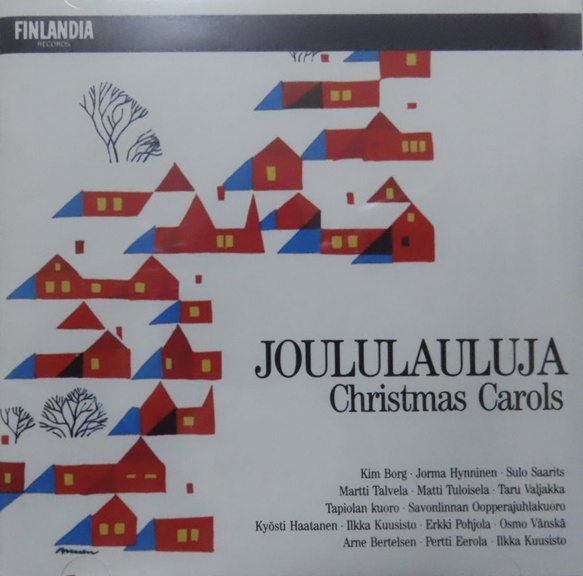 FINLANDIA
RECORDS
JOULULAULUJA
Christmas Carols
Kim Borg · Jorma Hynninen · Sulo Saarits
Martti Talvela · Matti Tuloisela · Taru Valjakka
Tapiolan kuoro · Savonlinnan Oopperajuhlakuoro
Kyösti Haatanen · Ilkka Kuusisto · Erkki Pohjola · Osmo Vänskä
Arne Bertelsen · Pertti Eerola · Ilkka Kuusisto